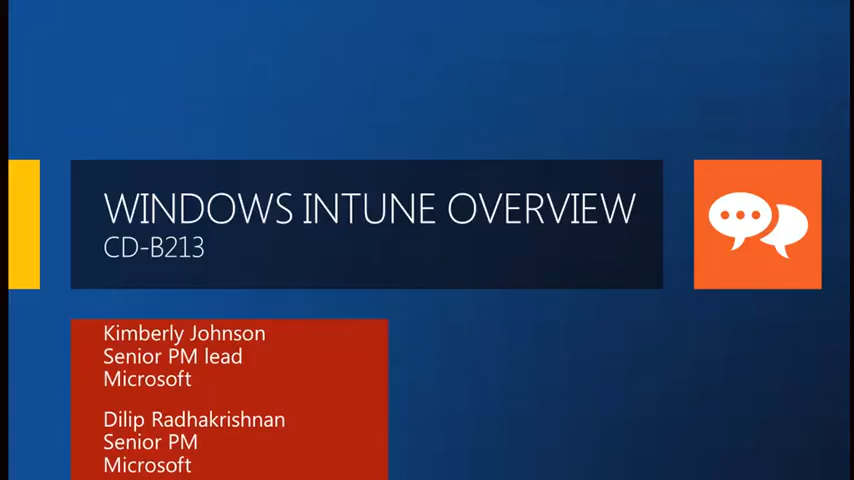 WINDOWS INTUNE OVERVIEW
CD-B213
Kimberly Johnson
Senior PM lead
Microsoft
Dilip Radhakrishnan
Senior PM
Microsoft